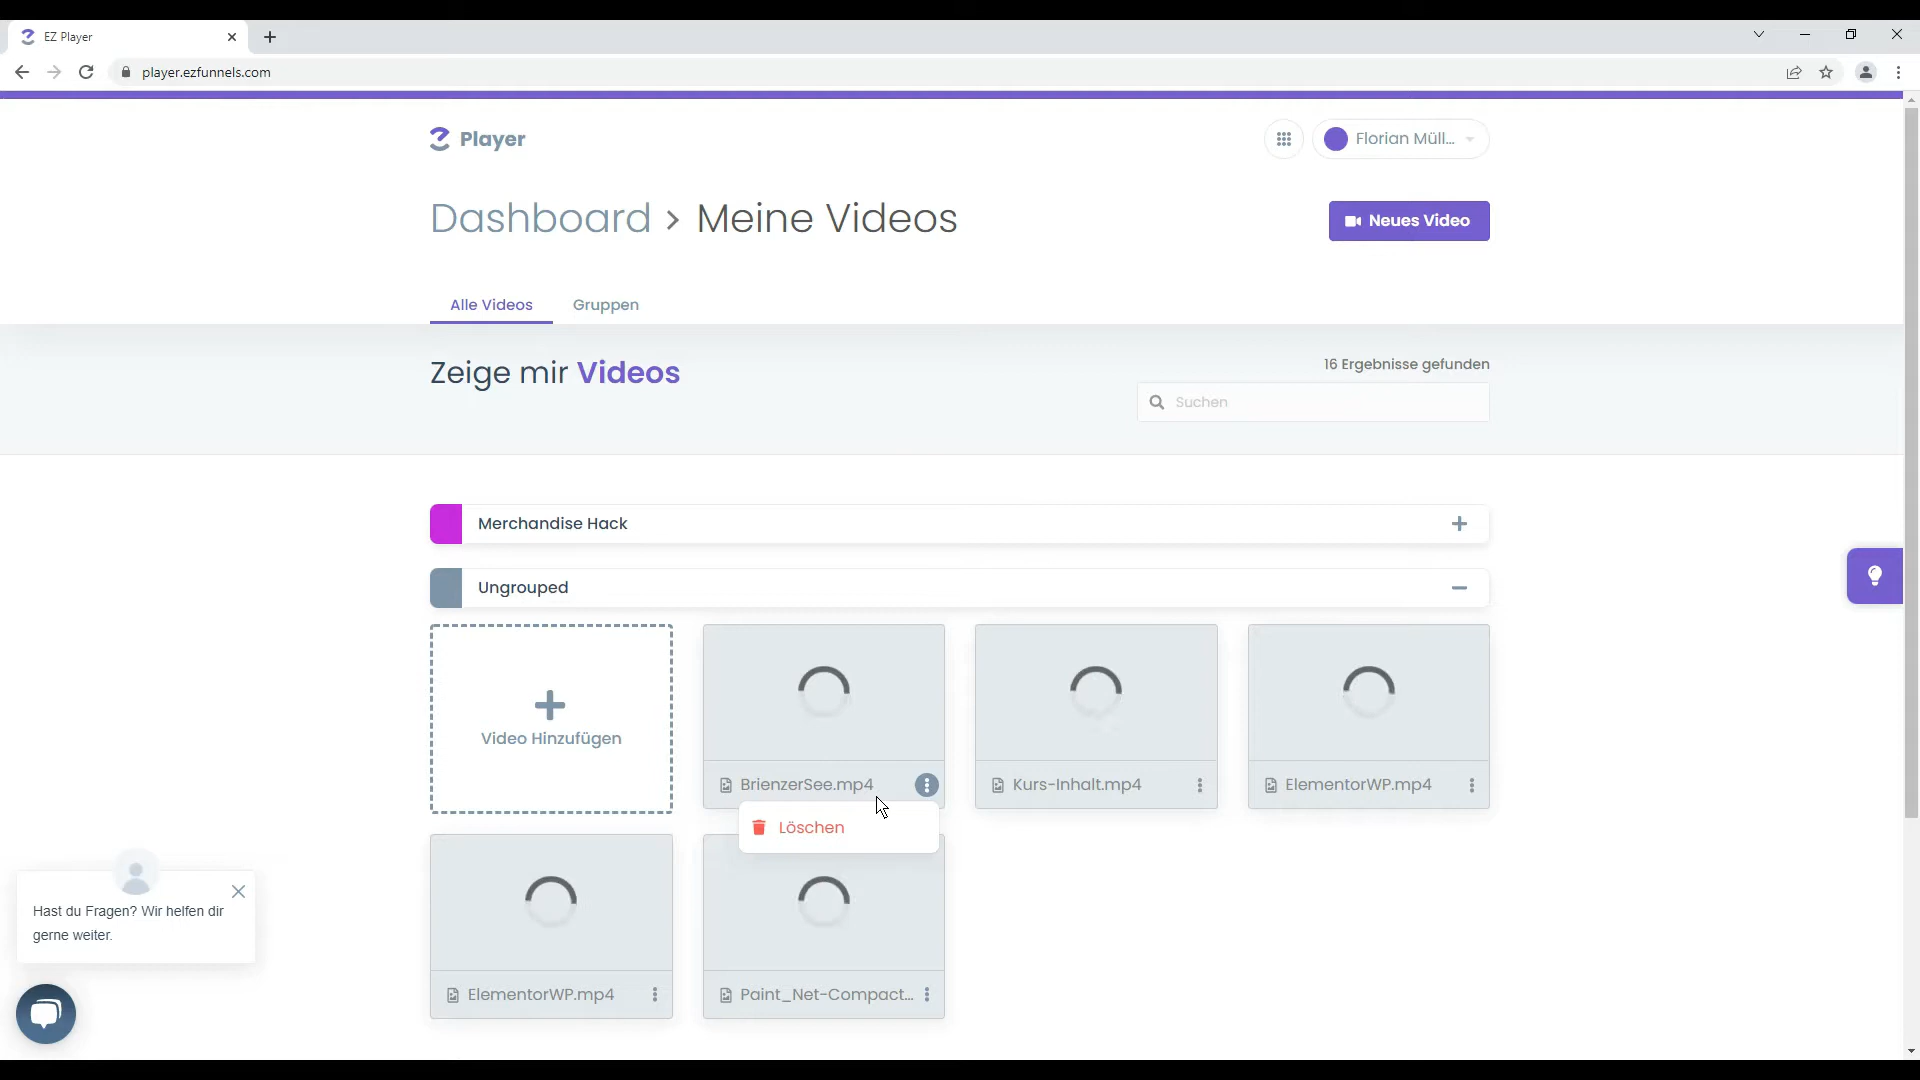 EZ Player
player.ezfunnels.com
Player
Florian Müll...
Dashboard > Meine Videos
Neues Video
Alle Videos
Gruppen
Zeige mir Videos
16 Ergebnisse gefunden
Suchen
Merchandise Hack
Ungrouped
Video Hinzufügen
BrienzerSee.mp4
Kurs-Inhalt.mp4
ElementorWP.mp4
Löschen
ElementorWP.mp4
Paint_Net-Compact...
Hast du Fragen? Wir helfen dir
gerne weiter.